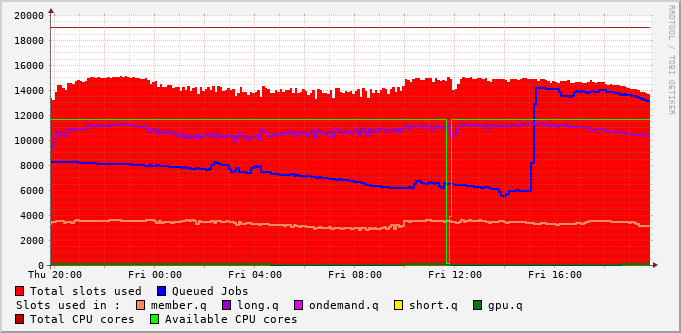 20000
18000
16000
14000
12000
10000
8000
6000
4000
2000
0
Thu 20:00 Fri 00:00 Fri 04:00 Fri 08:00 Fri 12:00 Fri 16:00
Total slots used Queued Jobs
Slots used in : member.q long.q ondemand.q short.q gpu.q
Total CPU cores Available CPU cores
RRDTOOL / TOBI OETIKER